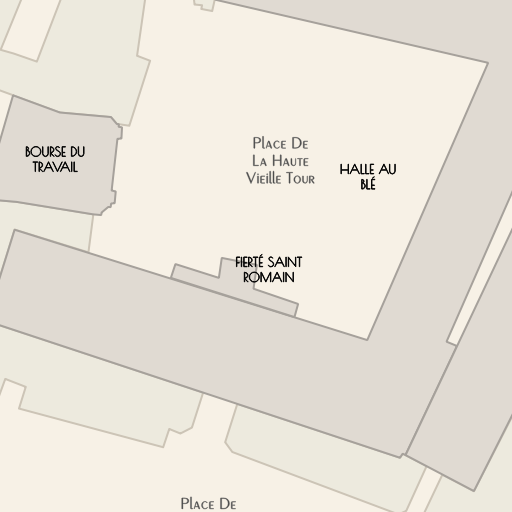 Place De
La Haute
Vieille Tour
BOURSE DU
TRAVAIL
HALLE AU
BLÉ
FIERTÉ SAINT
ROMAIN
Place De